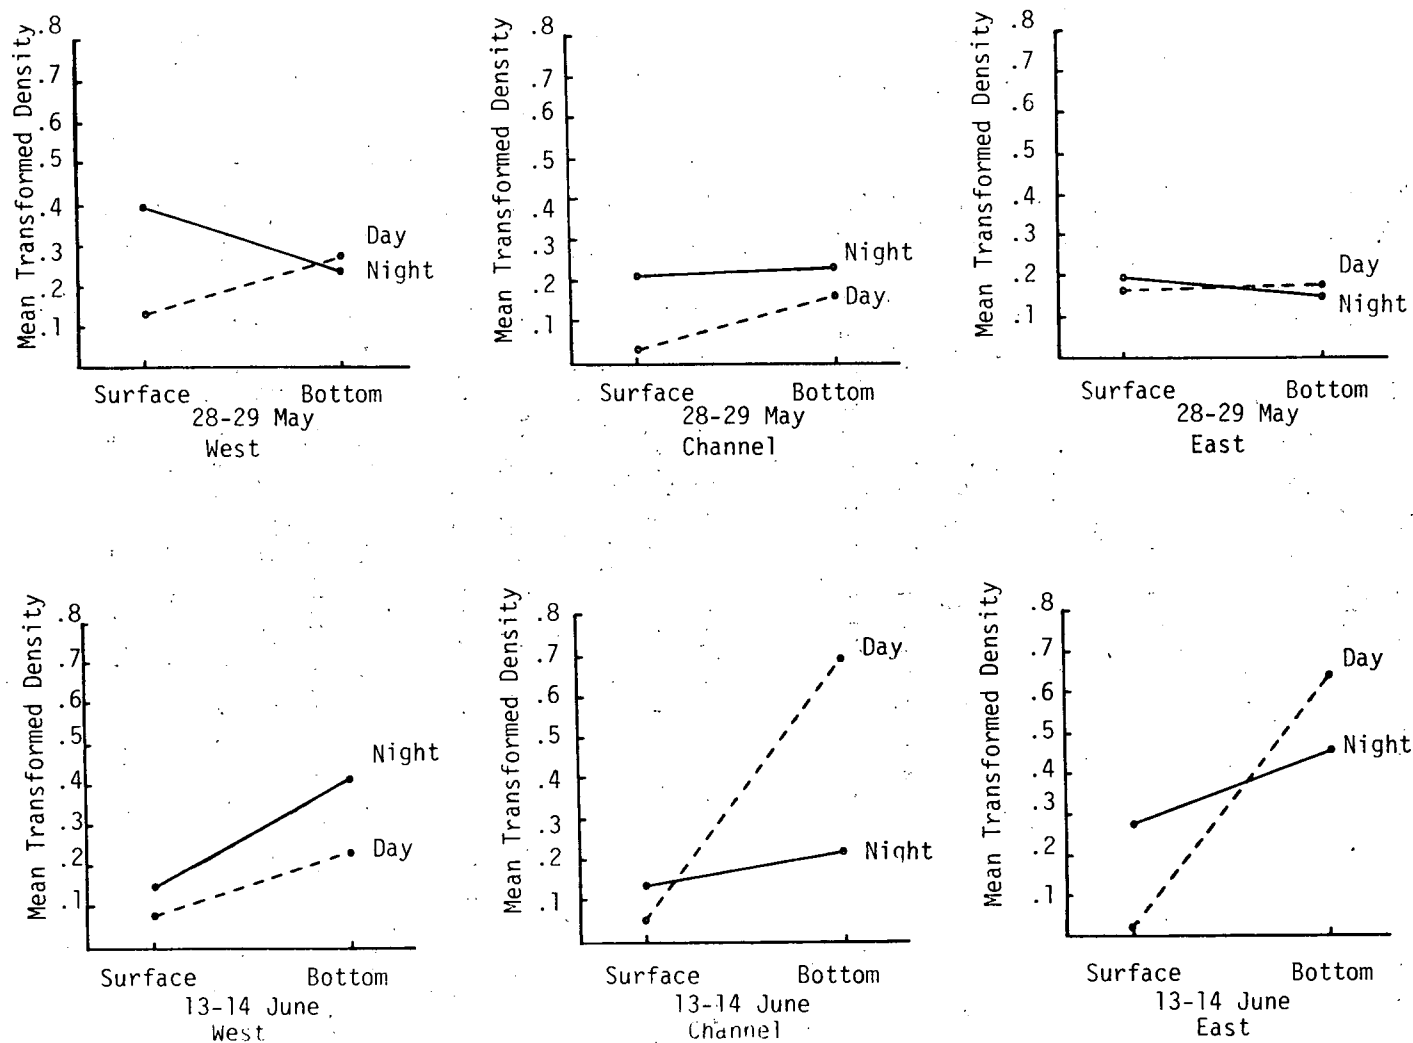 Mean Transformed Density
.8
.7
.6
.5
.4
.3
.2
.1
Day
Night
Surface Bottom
28-29 May
West
Mean Transformed Density
.8
.7
.6
.5
.4
.3
.2
.1
Night
Day
Surface Bottom
28-29 May
Channel
Mean Transformed Density
.8
.7
.6
.5
.4
.3
.2
.1
Day
Night
Surface Bottom
28-29 May
East
Mean Transformed Density
.8
.7
.6
.5
.4
.3
.2
.1
Night
Day
Surface Bottom
13-14 June
West
Mean Transformed Density
.8
.7
.6
.5
.4
.3
.2
.1
Day
Night
Surface Bottom
13-14 June
Channel
Mean Transformed Density
.8
.7
.6
.5
.4
.3
.2
.1
Day
Night
Surface Bottom
13-14 June
East